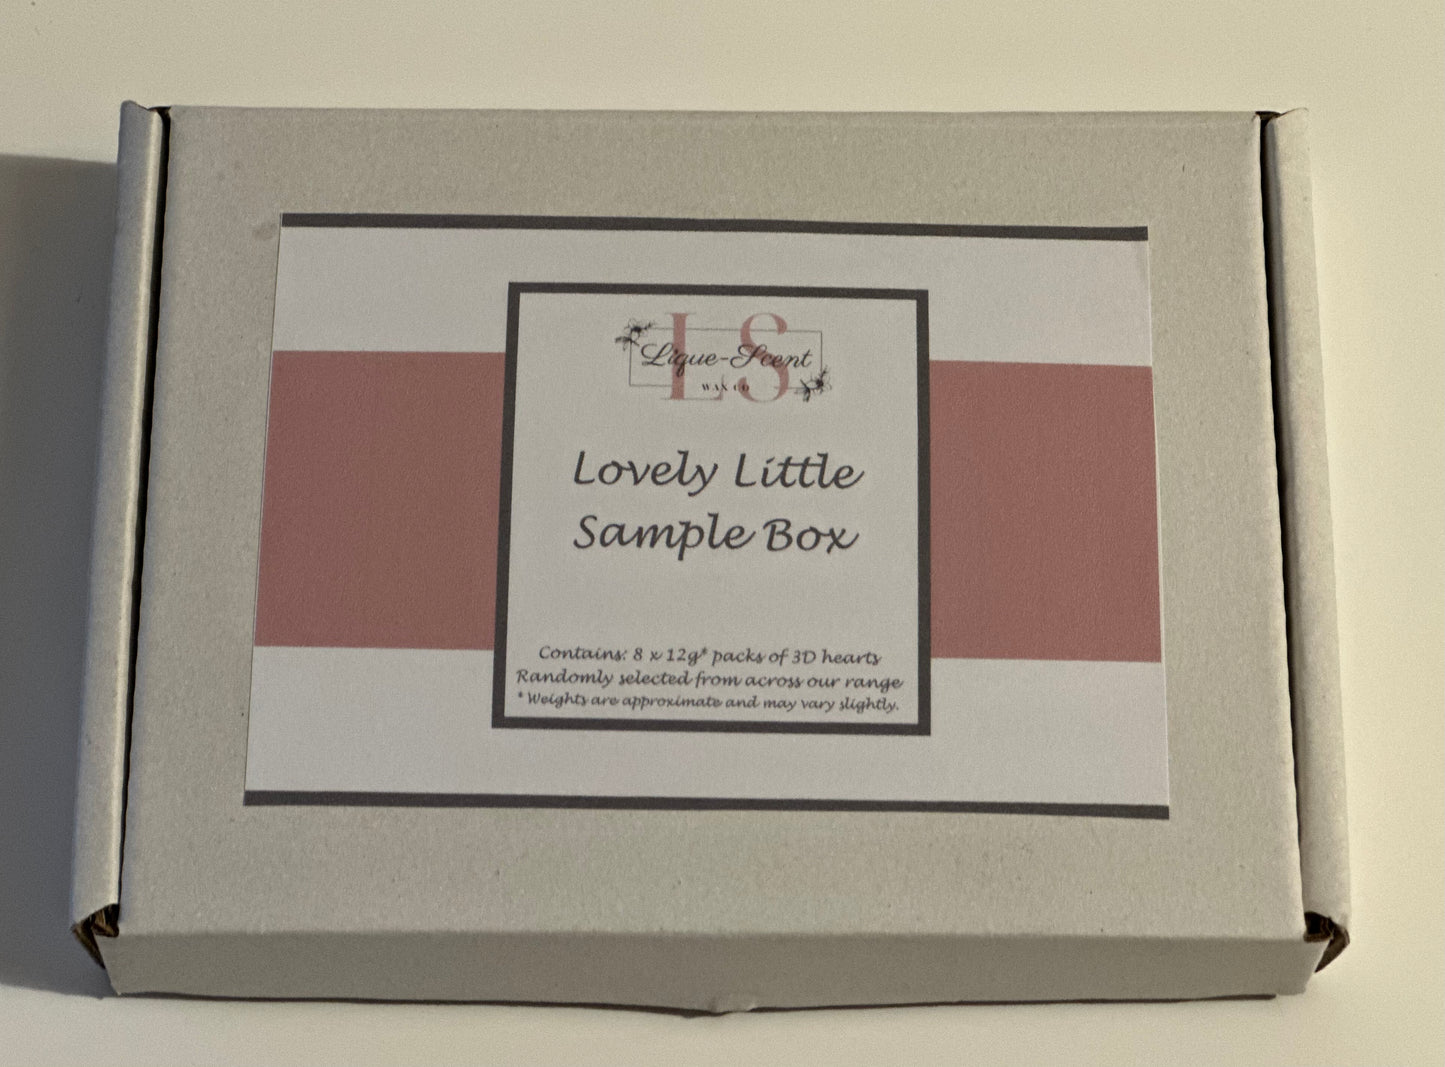 LS
Lique-Scent
WAX CO
Lovely Little
Sample Box
Contains: 8 x 12g* packs of 3D hearts
Randomly selected from across our range
* Weights are approximate and may vary slightly.